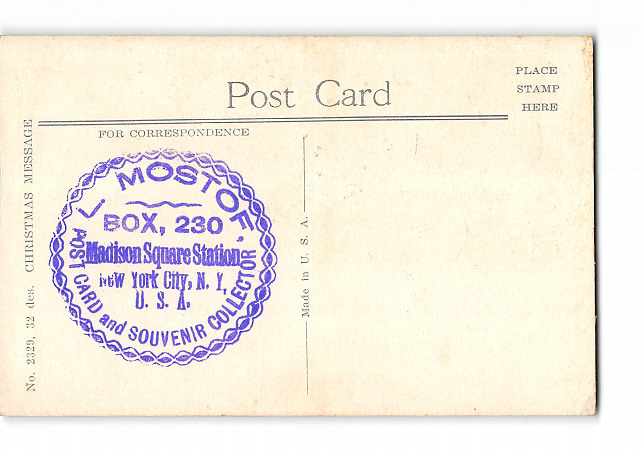 Post Card
PLACE
STAMP
HERE
FOR CORRESPONDENCE
No. 2329, 32 des. CHRISTMAS MESSAGE
L. MOSTOF,
BOX, 230
Madison Square Station
New York City, N. Y,
U. S. A.
POST CARD and SOUVENIR COLLECTOR
Made in U. S. A.